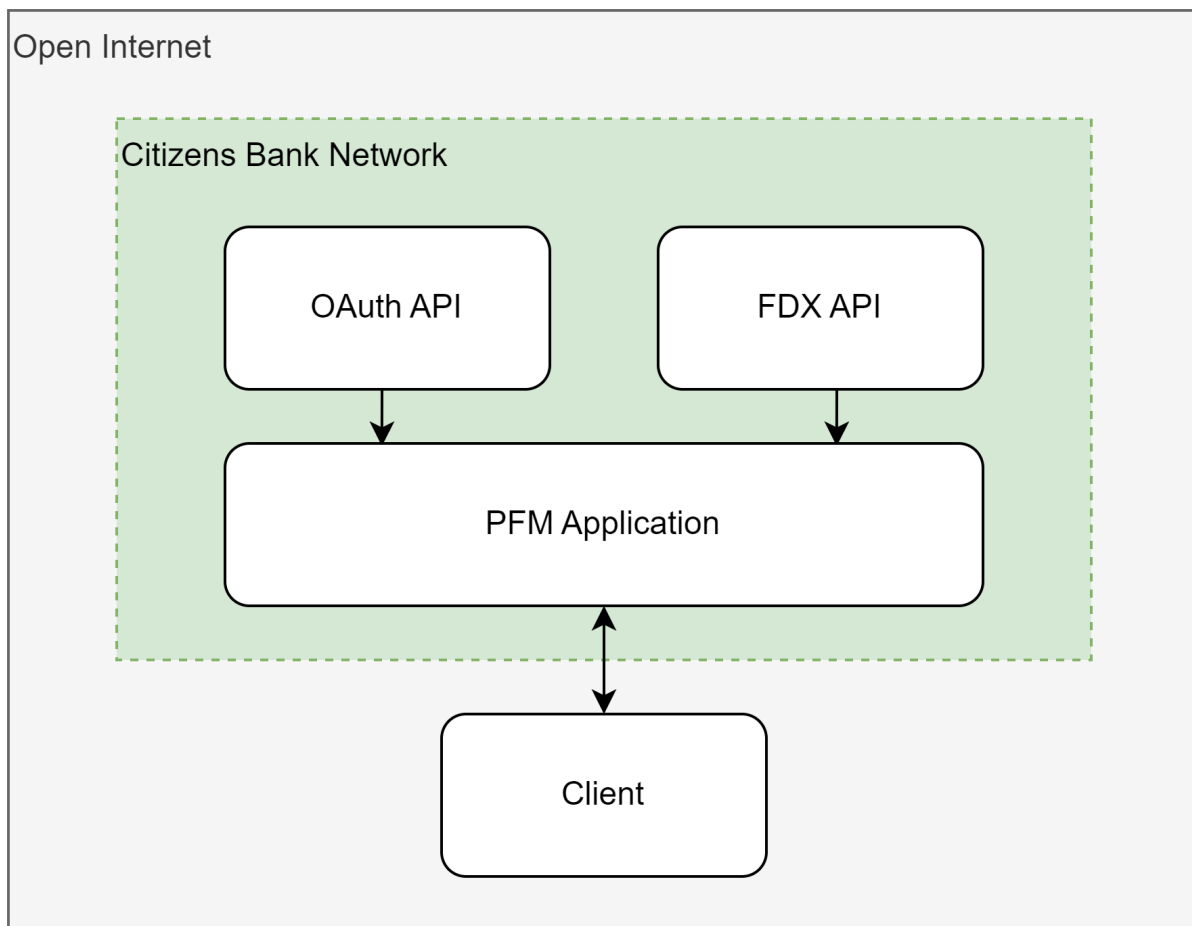 Open Internet
Citizens Bank Network
OAuth API
FDX API
PFM Application
Client